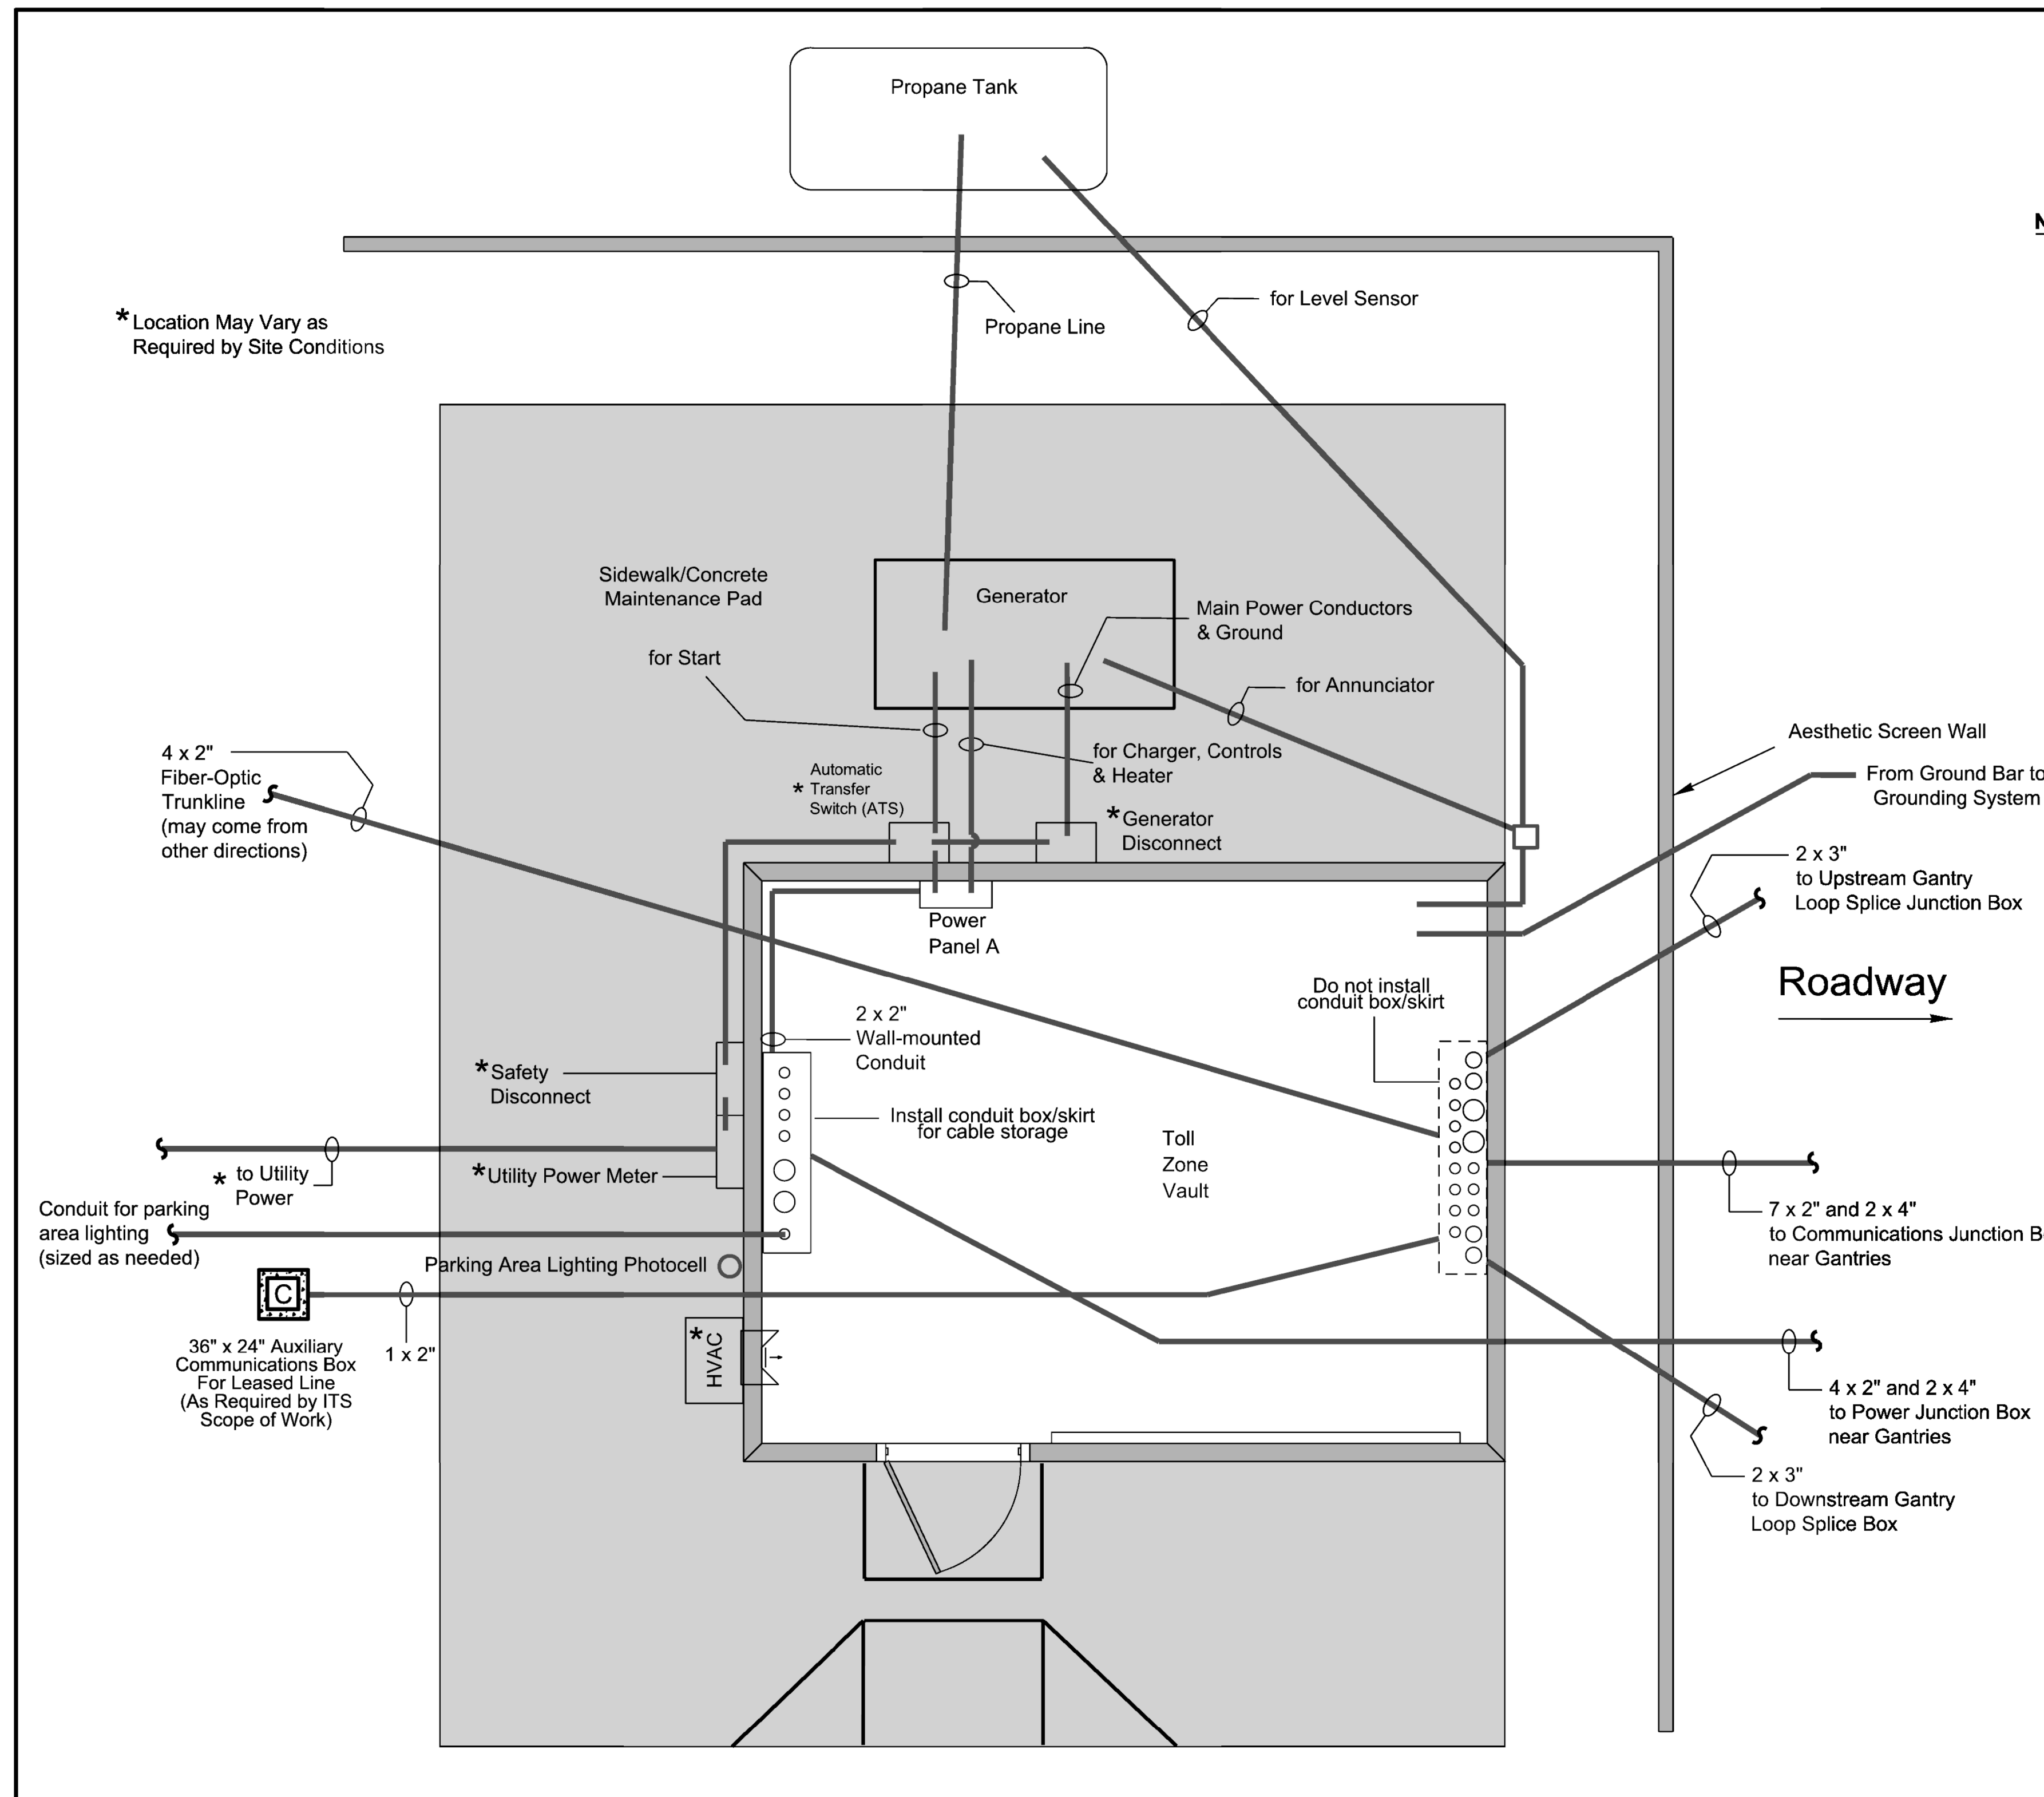 Propane Tank
N
for Level Sensor
Propane Line
* Location May Vary as
Required by Site Conditions
Sidewalk/Concrete
Maintenance Pad
Generator
Main Power Conductors
& Ground
for Start
for Annunciator
Aesthetic Screen Wall
4 x 2"
Fiber-Optic
Trunkline
(may come from
other directions)
for Charger, Controls
& Heater
Automatic
* Transfer
Switch (ATS)
* Generator
Disconnect
From Ground Bar to
Grounding System
2 x 3"
to Upstream Gantry
Loop Splice Junction Box
Power
Panel A
Roadway
Do not install
conduit box/skirt
2 x 2"
Wall-mounted
Conduit
* Safety
Disconnect
Install conduit box/skirt
for cable storage
Toll
Zone
Vault
* Utility Power Meter
* to Utility
Power
Conduit for parking
area lighting
(sized as needed)
7 x 2" and 2 x 4"
to Communications Junction B
near Gantries
Parking Area Lighting Photocell
C
36" x 24" Auxiliary
Communications Box
For Leased Line
(As Required by ITS
Scope of Work)
1 x 2"
* HVAC
4 x 2" and 2 x 4"
to Power Junction Box
near Gantries
2 x 3"
to Downstream Gantry
Loop Splice Box